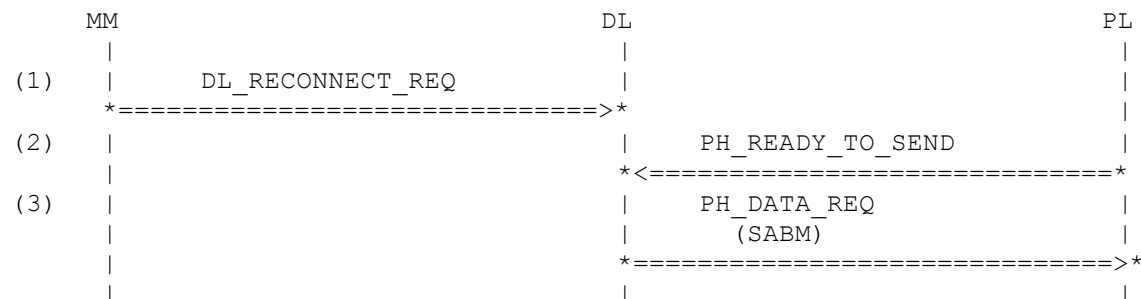 MM DL PL
| | |
(1) | DL_RECONNECT_REQ | |
*==============================>* |
(2) | | PH_READY_TO_SEND |
| *<=============================*
(3) | | PH_DATA_REQ |
| | (SABM) |
| *==============================>*
| | |